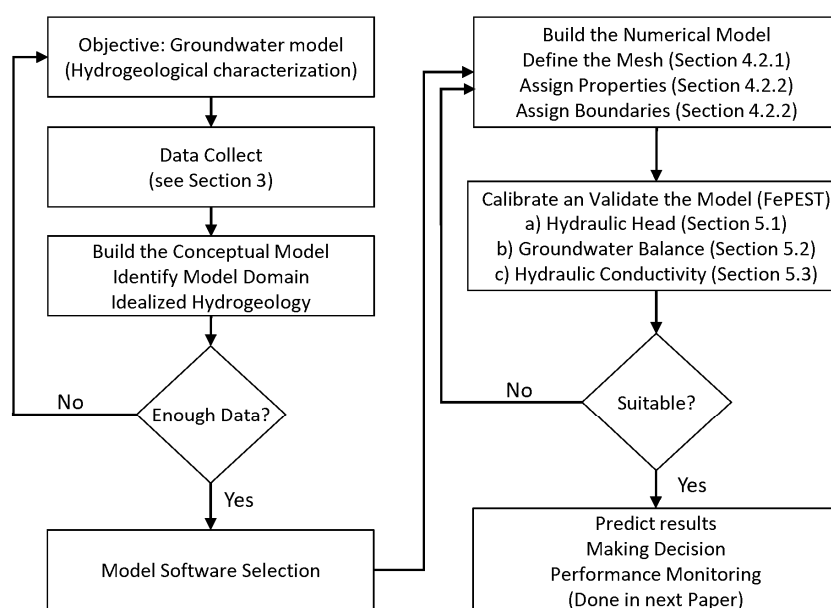 Objective: Groundwater model
(Hydrogeological characterization)
Data Collect
(see Section 3)
Build the Conceptual Model
Identify Model Domain
Idealized Hydrogeology
No
Enough Data?
Yes
Model Software Selection
Build the Numerical Model
Define the Mesh (Section 4.2.1)
Assign Properties (Section 4.2.2)
Assign Boundaries (Section 4.2.2)
Calibrate an Validate the Model (FePEST)
a) Hydraulic Head (Section 5.1)
b) Groundwater Balance (Section 5.2)
c) Hydraulic Conductivity (Section 5.3)
No
Suitable?
Yes
Predict results
Making Decision
Performance Monitoring
(Done in next Paper)